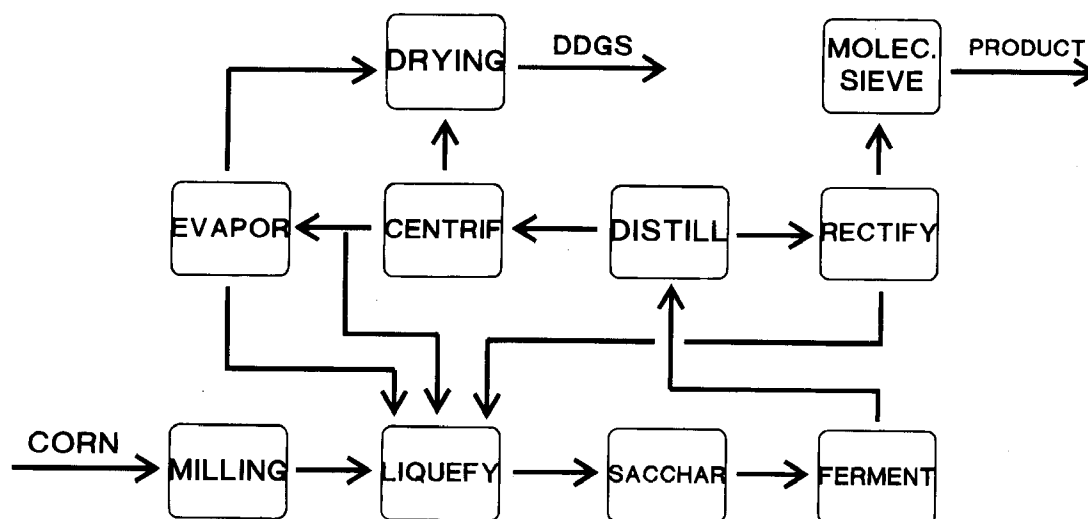 DRYING
DDGS
MOLEC.
SIEVE
PRODUCT
EVAPOR
CENTRIF
DISTILL
RECTIFY
CORN
MILLING
LIQUEFY
SACCHAR
FERMENT